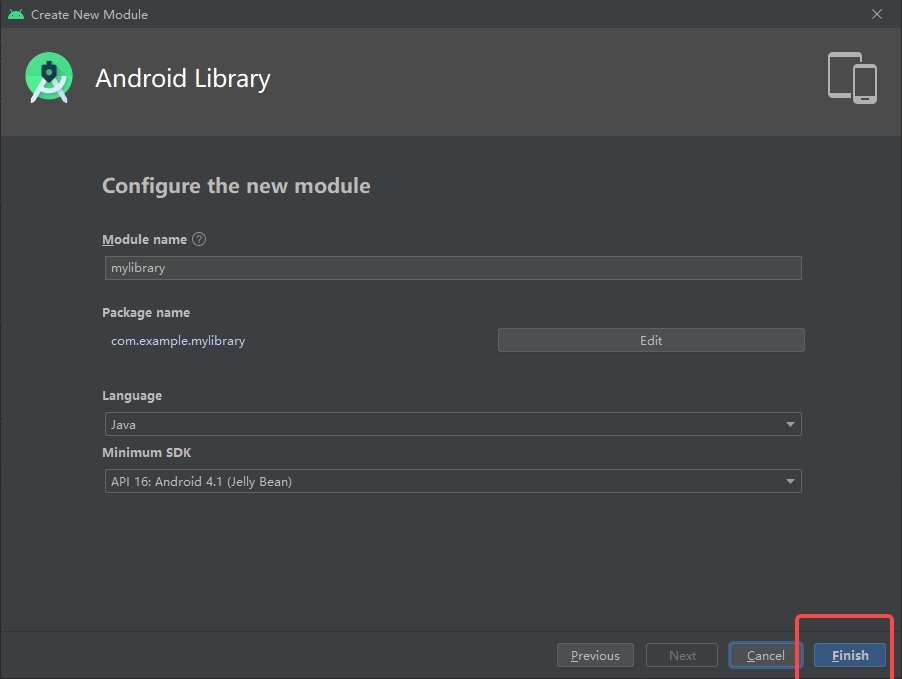 Create New Module
Android Library
Configure the new module
Module name ?
mylibrary
Package name
com.example.mylibrary
Edit
Language
Java
Minimum SDK
API 16: Android 4.1 (Jelly Bean)
Previous Next Cancel Finish